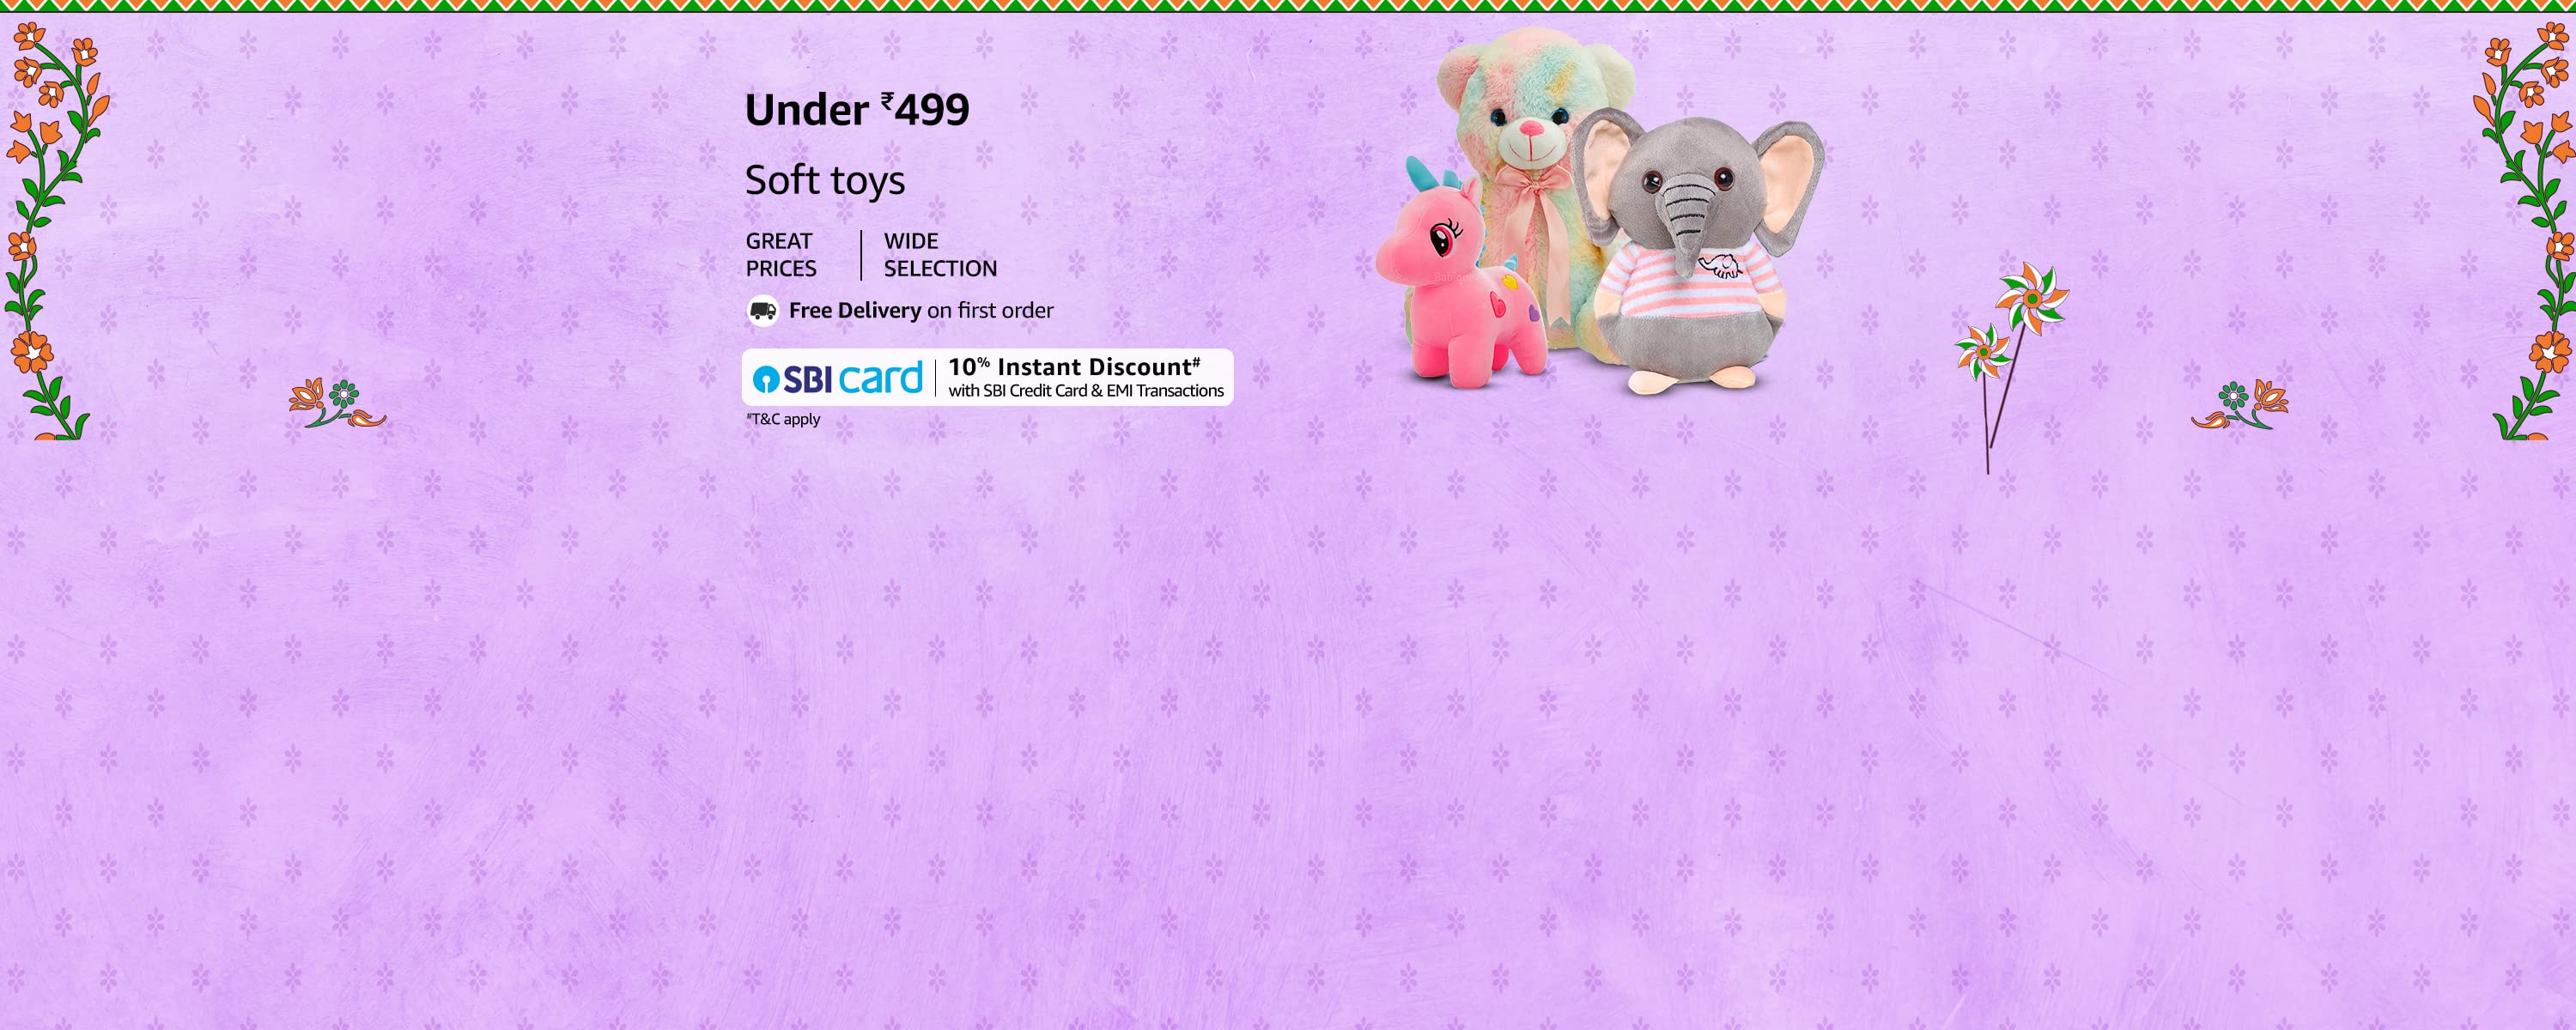 Under ₹499
Soft toys
GREAT PRICES
WIDE SELECTION
Free Delivery on first order
SBI card
10% Instant Discount#
with SBI Credit Card & EMI Transactions
#T&C apply